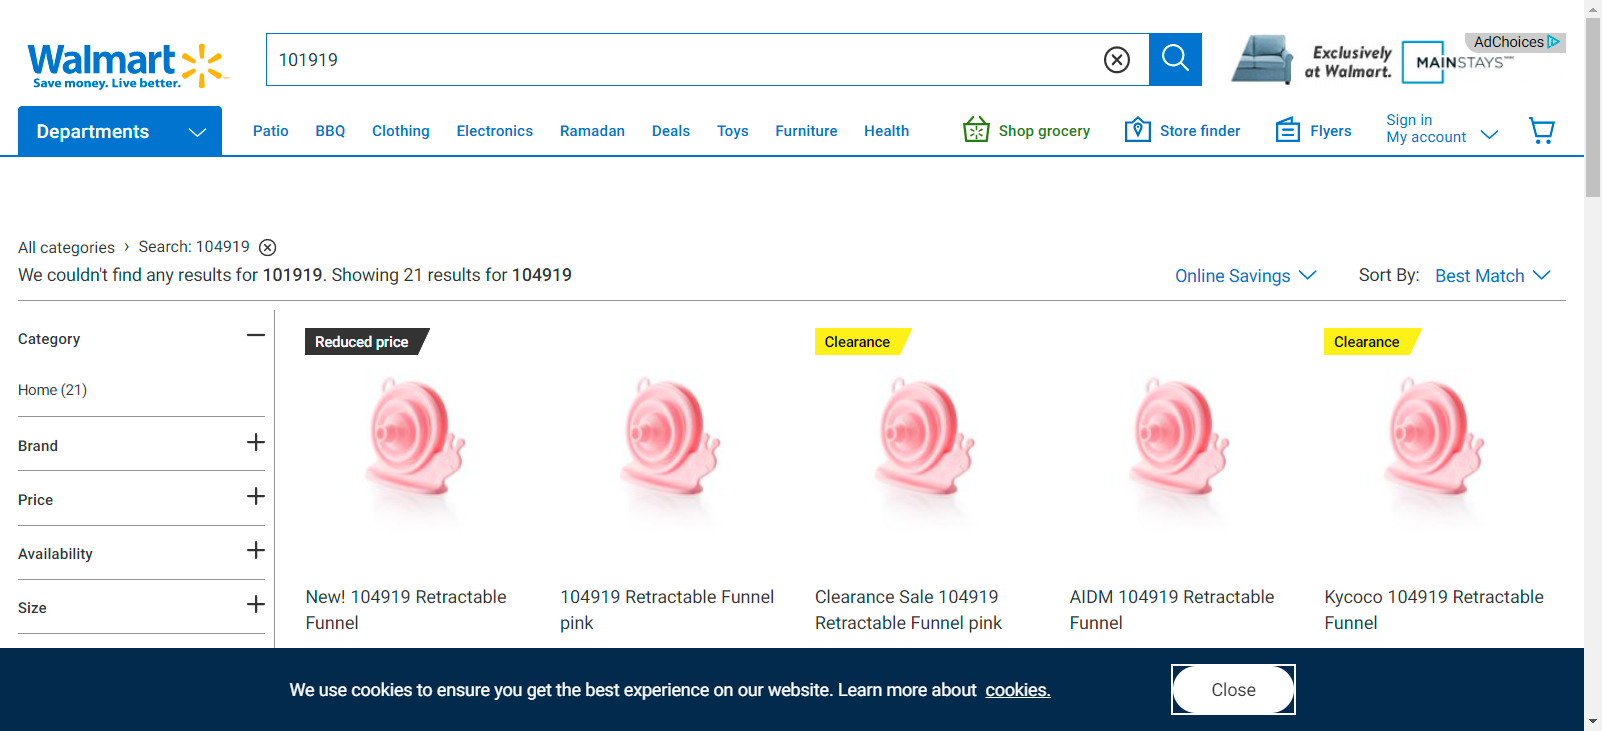 Walmart
Save money. Live better.
101919
AdChoices
Exclusively
at Walmart.
MAINSTAYS
Departments
Patio
BBQ
Clothing
Electronics
Ramadan
Deals
Toys
Furniture
Health
Shop grocery
Store finder
Flyers
Sign in
My account
All categories › Search: 104919
We couldn't find any results for 101919. Showing 21 results for 104919
Online Savings
Sort By: Best Match
Category
Home (21)
Brand
Price
Availability
Size
Reduced price
New! 104919 Retractable
Funnel
104919 Retractable Funnel
pink
Clearance
Clearance Sale 104919
Retractable Funnel pink
AIDM 104919 Retractable
Funnel
Clearance
Kycoco 104919 Retractable
Funnel
We use cookies to ensure you get the best experience on our website. Learn more about cookies.
Close